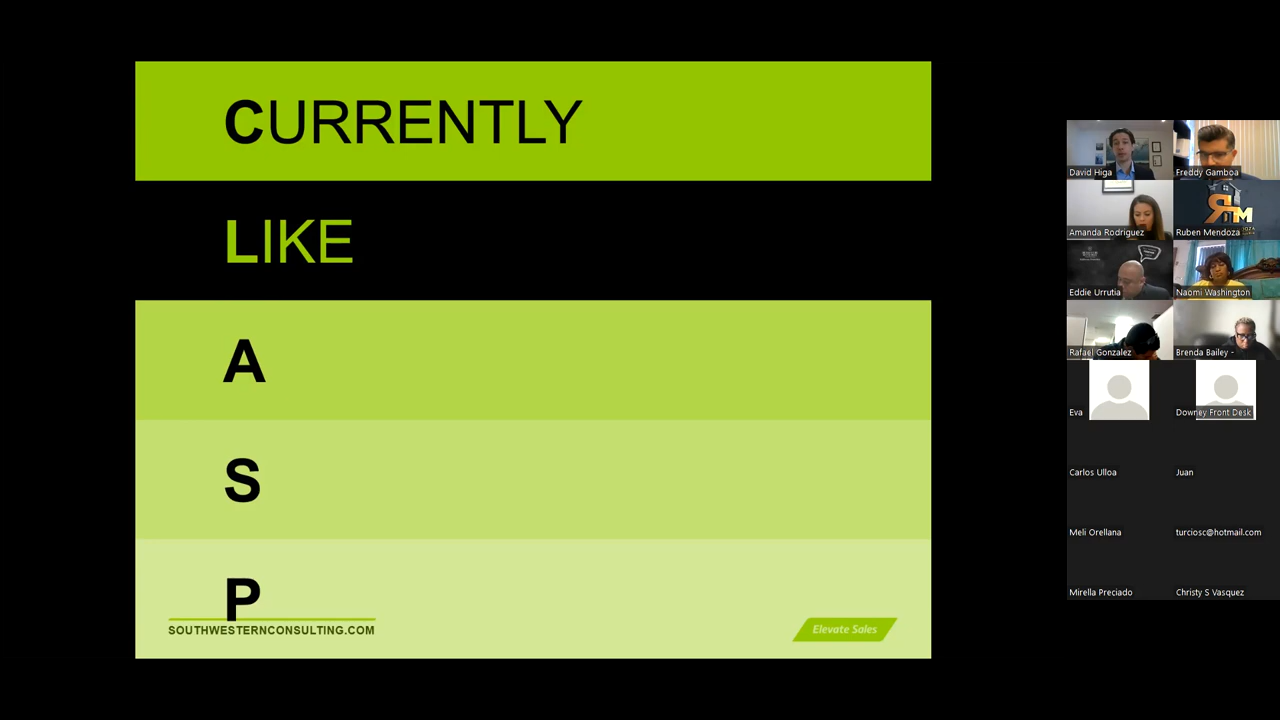 CURRENTLY
LIKE
A
S
P
SOUTHWESTERNCONSULTING.COM
Elevate Sales
David Higa
Freddy Gamboa
Amanda Rodriguez
Ruben Mendoza
Eddie Urrutia
Naomi Washington
Rafael Gonzalez
Brenda Bailey -
Eva
Downey Front Desk
Carlos Ulloa
Juan
Meli Orellana
turciosc@hotmail.com
Mirella Preciado
Christy S Vasquez